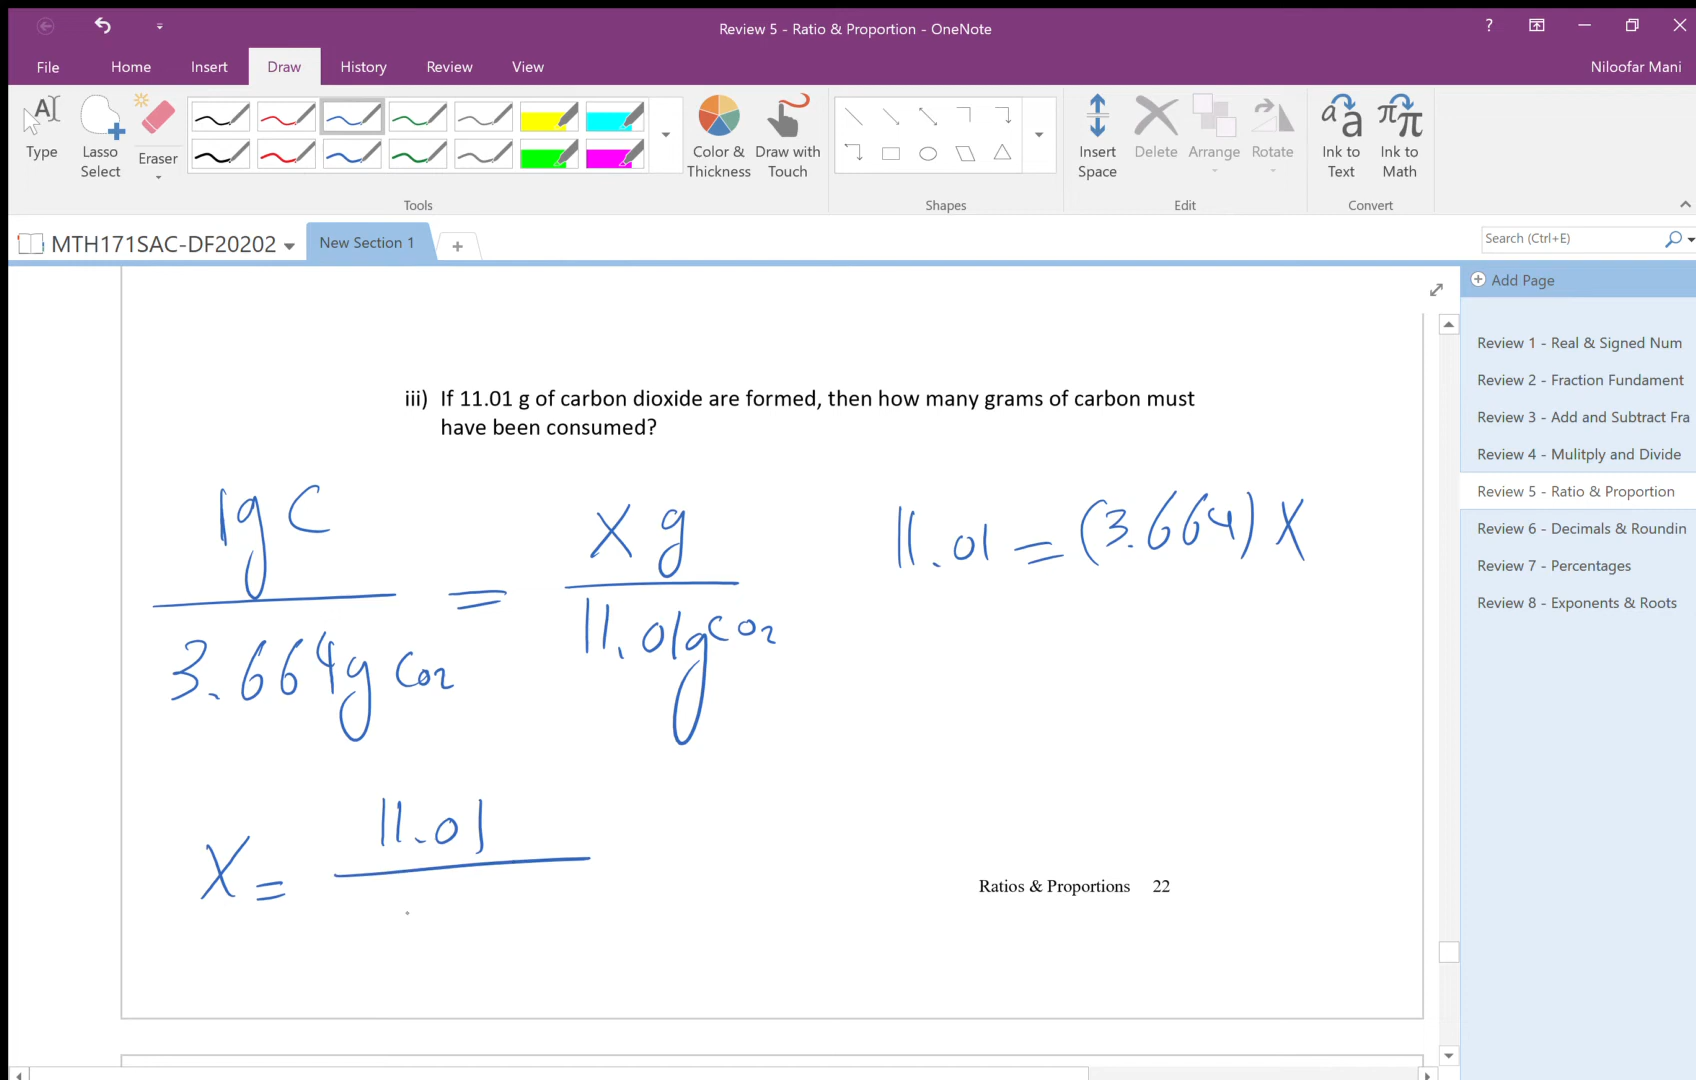 Review 5 - Ratio & Proportion - OneNote
?
File Home Insert Draw History Review View
Niloofar Mani
Type
Lasso Select
Eraser
Color & Thickness
Draw with Touch
Insert Space
Delete
Arrange
Rotate
Ink to Text
Ink to Math
Tools
Shapes
Edit
Convert
MTH171SAC-DF20202
New Section 1
Search (Ctrl+E)
Add Page
Review 1 - Real & Signed Num
Review 2 - Fraction Fundament
Review 3 - Add and Subtract Fra
Review 4 - Mulitply and Divide
Review 5 - Ratio & Proportion
Review 6 - Decimals & Roundin
Review 7 - Percentages
Review 8 - Exponents & Roots
iii) If 11.01 g of carbon dioxide are formed, then how many grams of carbon must
have been consumed?
1g C
3.664g CO2
=
X g
11.01g CO2
11.01 = (3.664) X
X =
11.01
Ratios & Proportions 22